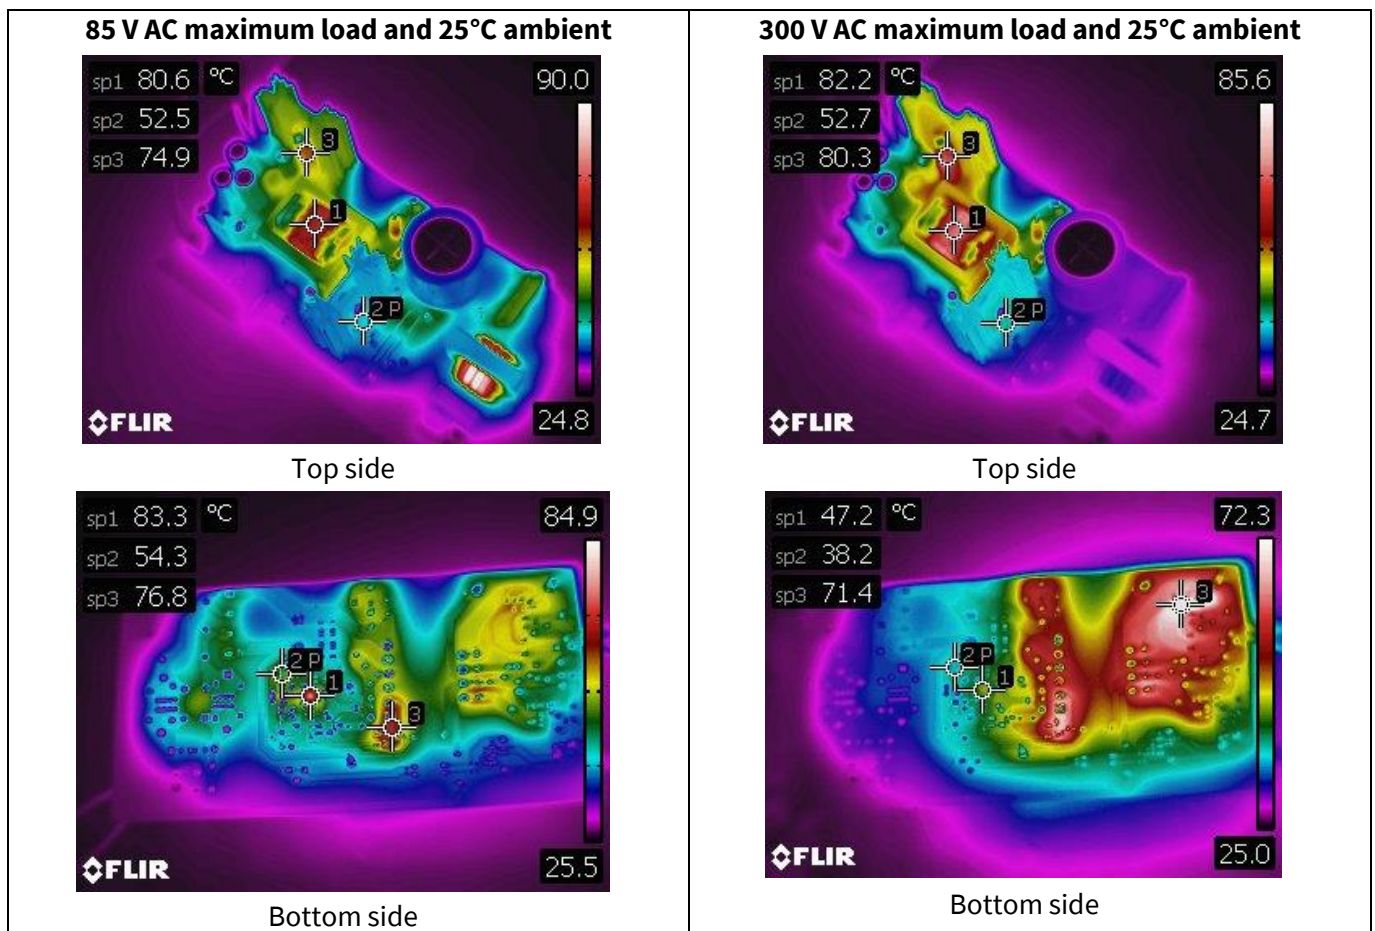 85 V AC maximum load and 25°C ambient
300 V AC maximum load and 25°C ambient
sp1 80.6 °C
sp2 52.5
sp3 74.9
90.0
3
1
2 P
FLIR
24.8
Top side
sp1 82.2 °C
sp2 52.7
sp3 80.3
85.6
3
1
2 P
FLIR
24.7
Top side
sp1 83.3 °C
sp2 54.3
sp3 76.8
84.9
2 P
1
3
FLIR
25.5
Bottom side
sp1 47.2 °C
sp2 38.2
sp3 71.4
72.3
3
2 P
1
FLIR
25.0
Bottom side